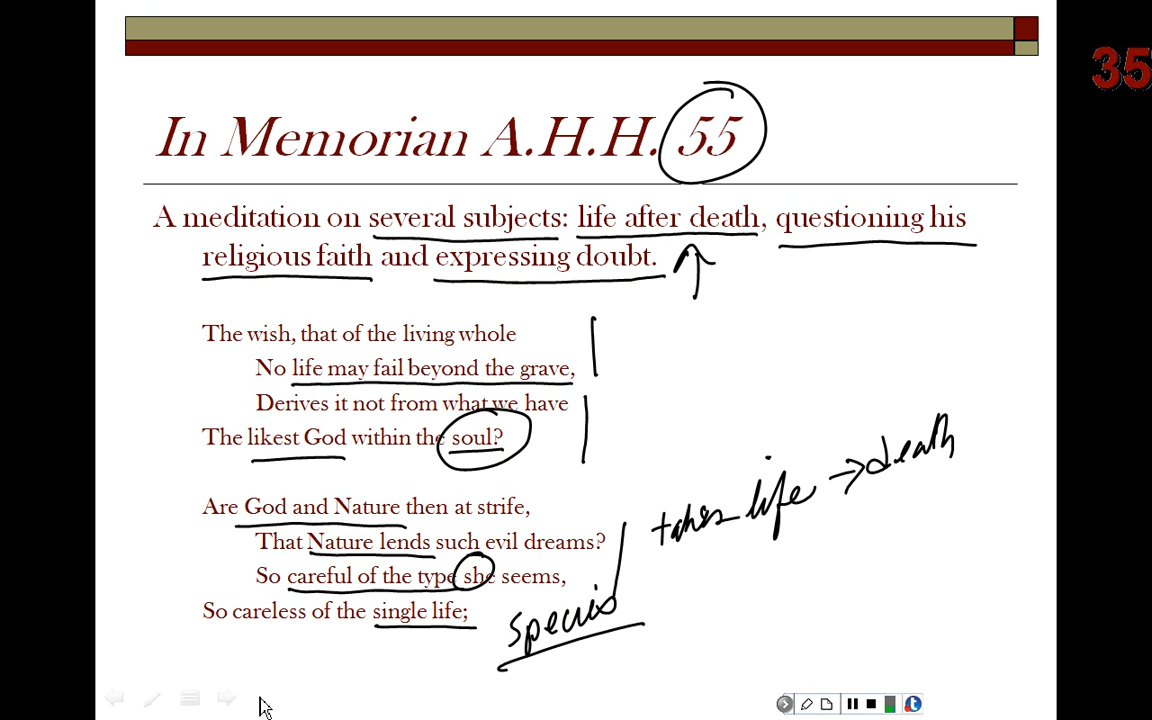 35
In Memorian A.H.H. 55
A meditation on several subjects: life after death, questioning his
religious faith and expressing doubt.
The wish, that of the living whole
No life may fail beyond the grave,
Derives it not from what we have
The likest God within the soul?
takes life → death
Are God and Nature then at strife,
That Nature lends such evil dreams?
So careful of the type she seems,
So careless of the single life;
species